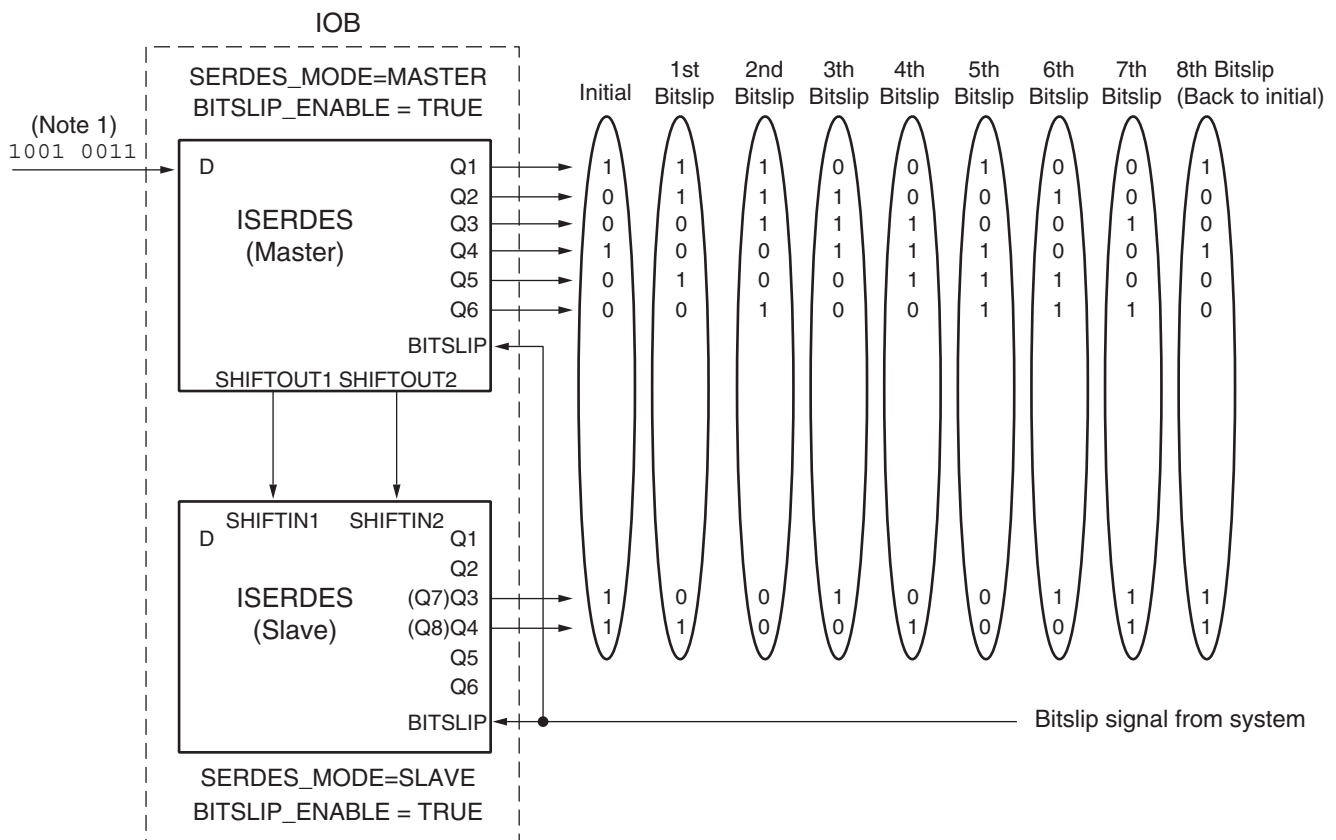 IOB
SERDES_MODE=MASTER
BITSLIP_ENABLE = TRUE
(Note 1)
1001 0011
D
ISERDES
(Master)
Q1
Q2
Q3
Q4
Q5
Q6
BITSLIP
SHIFTOUT1 SHIFTOUT2
SHIFTIN1 SHIFTIN2
D
ISERDES
(Slave)
Q1
Q2
(Q7)Q3
(Q8)Q4
Q5
Q6
BITSLIP
SERDES_MODE=SLAVE
BITSLIP_ENABLE = TRUE
Initial
1st Bitslip
2nd Bitslip
3th Bitslip
4th Bitslip
5th Bitslip
6th Bitslip
7th Bitslip
8th Bitslip
(Back to initial)
1 1 1 0 0 1 0 0 1
0 1 1 1 0 0 1 0 0
0 0 1 1 1 0 0 1 0
1 0 0 1 1 1 0 0 1
0 1 0 0 1 1 1 0 0
0 0 1 0 0 1 1 1 0
1 0 0 1 0 0 1 1 1
1 1 0 0 1 0 0 1 1
Bitslip signal from system